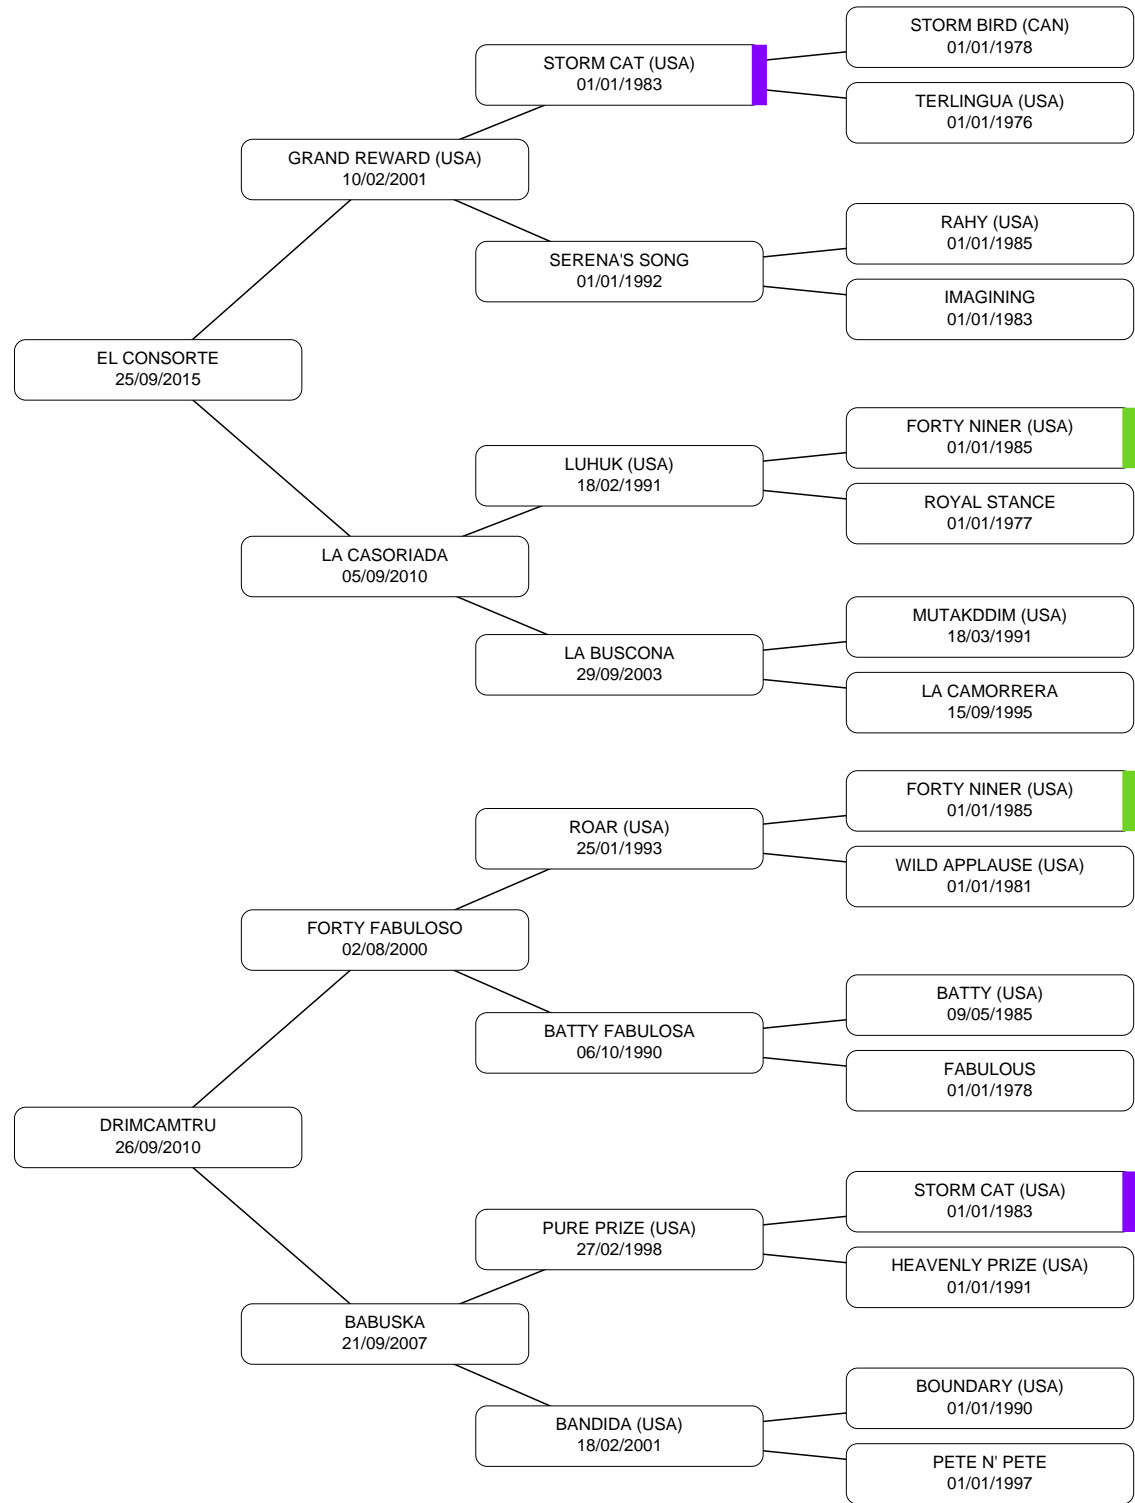 STORM BIRD (CAN)
01/01/1978
STORM CAT (USA)
01/01/1983
TERLINGUA (USA)
01/01/1976
GRAND REWARD (USA)
10/02/2001
RAHY (USA)
01/01/1985
SERENA'S SONG
01/01/1992
IMAGINING
01/01/1983
EL CONSORTE
25/09/2015
FORTY NINER (USA)
01/01/1985
LUHUK (USA)
18/02/1991
ROYAL STANCE
01/01/1977
LA CASORIADA
05/09/2010
MUTAKDDIM (USA)
18/03/1991
LA BUSCONA
29/09/2003
LA CAMORRERA
15/09/1995
FORTY NINER (USA)
01/01/1985
ROAR (USA)
25/01/1993
WILD APPLAUSE (USA)
01/01/1981
FORTY FABULOSO
02/08/2000
BATTY (USA)
09/05/1985
BATTY FABULOSA
06/10/1990
FABULOUS
01/01/1978
DRIMCAMTRU
26/09/2010
STORM CAT (USA)
01/01/1983
PURE PRIZE (USA)
27/02/1998
HEAVENLY PRIZE (USA)
01/01/1991
BABUSKA
21/09/2007
BOUNDARY (USA)
01/01/1990
BANDIDA (USA)
18/02/2001
PETE N' PETE
01/01/1997